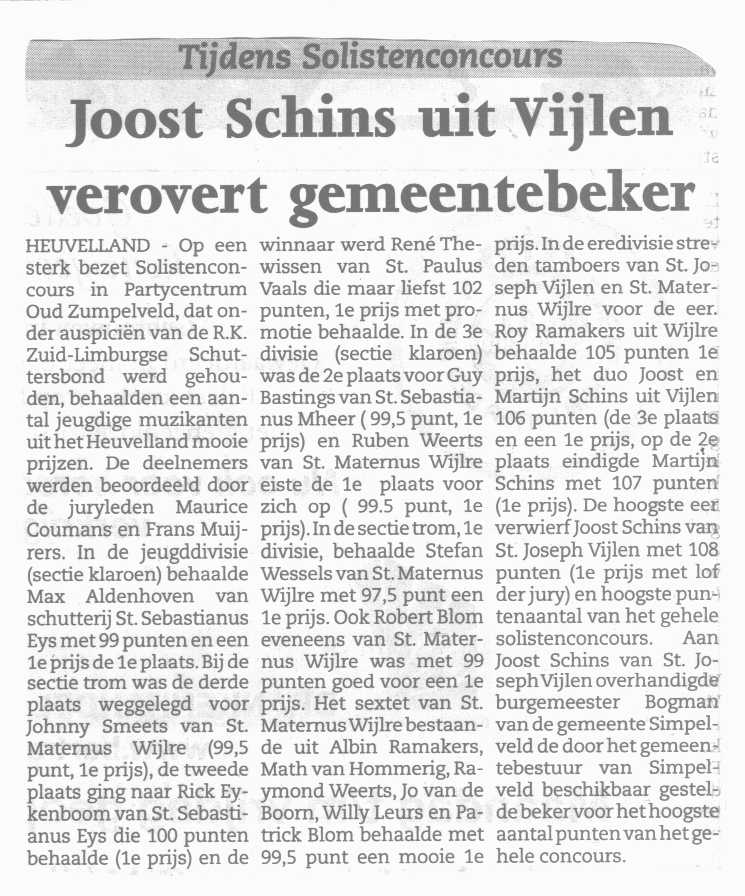 Tijdens Solistenconcours
Joost Schins uit Vijlen
verovert gemeentebeker
HEUVELLAND - Op een
sterk bezet Solistencon-
cours in Partycentrum
Oud Zumpelveld, dat on-
der auspiciën van de R.K.
Zuid-Limburgse Schut-
tersbond werd gehou-
den, behaalden een aan-
tal jeugdige muzikanten
uit het Heuvelland mooie
prijzen. De deelnemers
werden beoordeeld door
de juryleden Maurice
Coumans en Frans Muij-
rers. In de jeugddivisie
(sectie klaroen) behaalde
Max Aldenhoven van
schutterij St. Sebastianus
Eys met 99 punten en een
1e prijs de 1e plaats. Bij de
sectie trom was de derde
plaats weggelegd voor
Johnny Smeets van St.
Maternus Wijlre (99,5
punt, 1e prijs), de tweede
plaats ging naar Rick Ey-
kenboom van St. Sebasti-
anus Eys die 100 punten
behaalde (1e prijs) en de
winnaar werd René The-
wissen van St. Paulus
Vaals die maar liefst 102
punten, 1e prijs met pro-
motie behaalde. In de 3e
divisie (sectie klaroen)
was de 2e plaats voor Guy
Bastings van St. Sebastia-
nus Mheer ( 99,5 punt, 1e
prijs) en Ruben Weerts
van St. Maternus Wijlre
eiste de 1e plaats voor
zich op ( 99.5 punt, 1e
prijs). In de sectie trom, 1e
divisie, behaalde Stefan
Wessels van St. Maternus
Wijlre met 97,5 punt een
1e prijs. Ook Robert Blom
eveneens van St. Mater-
nus Wijlre was met 99
punten goed voor een 1e
prijs. Het sextet van St.
Maternus Wijlre bestaan-
de uit Albin Ramakers,
Math van Hommerig, Ra-
ymond Weerts, Jo van de
Boorn, Willy Leurs en Pa-
trick Blom behaalde met
99,5 punt een mooie 1e
prijs. In de eredivisie stre-
den tamboers van St. Jo-
seph Vijlen en St. Mater-
nus Wijlre voor de eer.
Roy Ramakers uit Wijlre
behaalde 105 punten 1e
prijs, het duo Joost en
Martijn Schins uit Vijlen
106 punten (de 3e plaats
en een 1e prijs, op de 2e
plaats eindigde Martijn
Schins met 107 punten
(1e prijs). De hoogste eer
verwierf Joost Schins van
St. Joseph Vijlen met 108
punten (1e prijs met lof
der jury) en hoogste pun-
tenaantal van het gehele
solistenconcours. Aan
Joost Schins van St. Jo-
seph Vijlen overhandigde
burgemeester Bogman
van de gemeente Simpel-
veld de door het gemeen-
tebestuur van Simpel-
veld beschikbaar gestel-
de beker voor het hoogste
aantal punten van het ge-
hele concours.